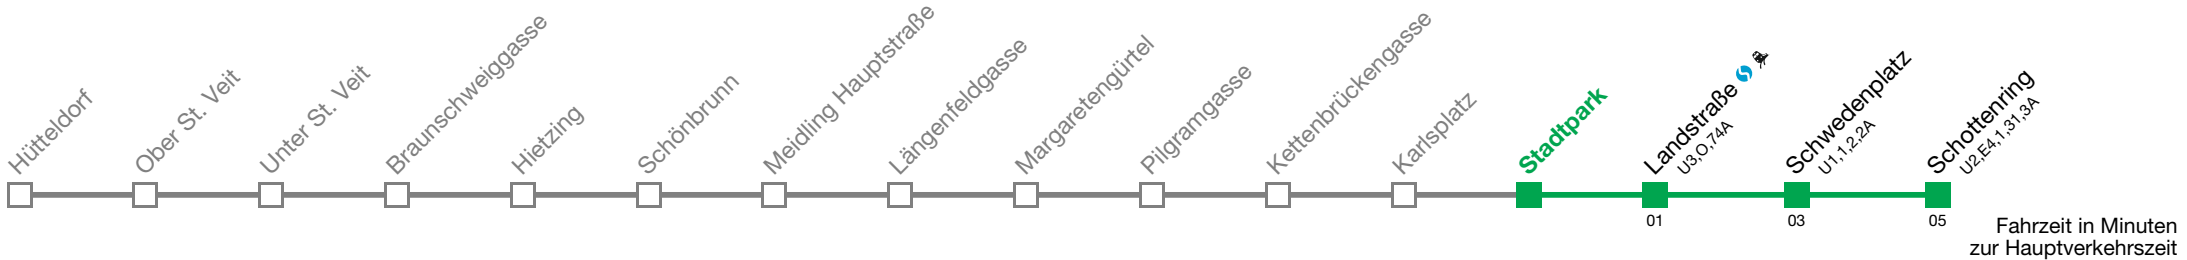 Hütteldorf
Ober St. Veit
Unter St. Veit
Braunschweiggasse
Hietzing
Schönbrunn
Meidling Hauptstraße
Längenfeldgasse
Margaretengürtel
Pilgramgasse
Kettenbrückengasse
Karlsplatz
Stadtpark
Landstraße
U3,O,74A
Schwedenplatz
U1,1,2,2A
Schottenring
U2,E4,1,31,3A
01
03
05
Fahrzeit in Minuten
zur Hauptverkehrszeit